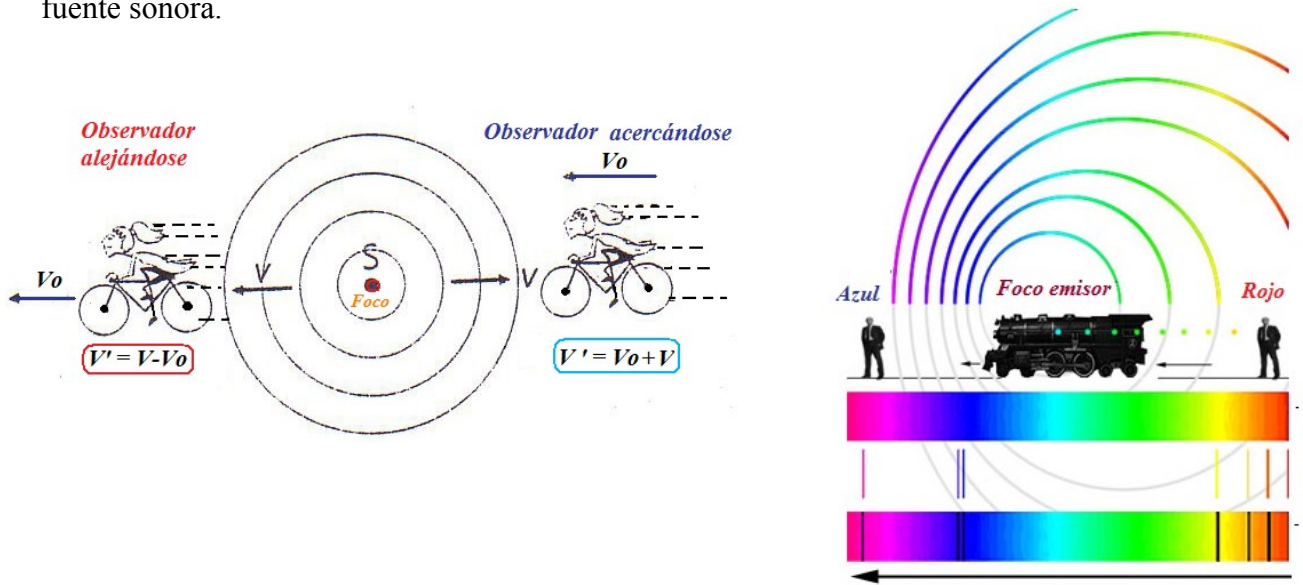 fuente sonora.
Observador
alejándose
Observador acercándose
Vo
Vo
S
V
V
Foco
V' = V-Vo
V' = Vo+V
Azul
Foco emisor
Rojo